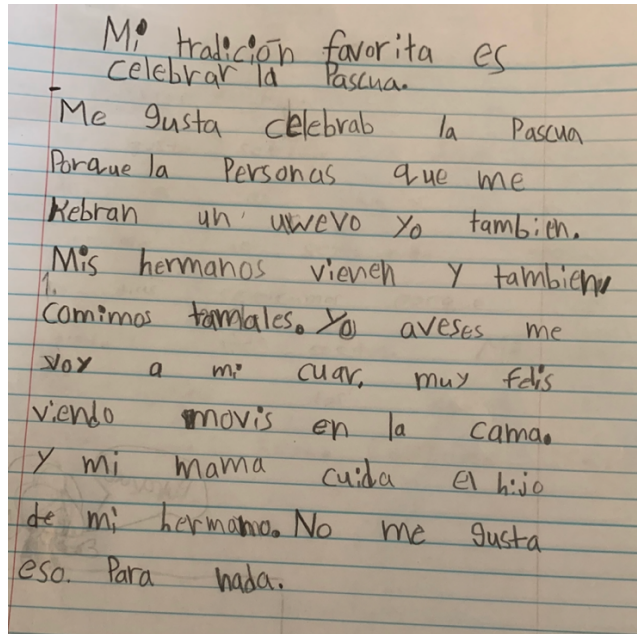 Mi tradición favorita es
celebrar la Pascua.
Me gusta celebrab la Pascua
Porque la Personas que me
Kebran un uwevo yo tambien.
Mis hermanos vienen y tambien
1.
comimos tamales. Yo aveses me
voy a mi cuar, muy felis
viendo movis en la cama.
y mi mama cuida el hijo
de mi hermano. No me gusta
eso. Para nada.